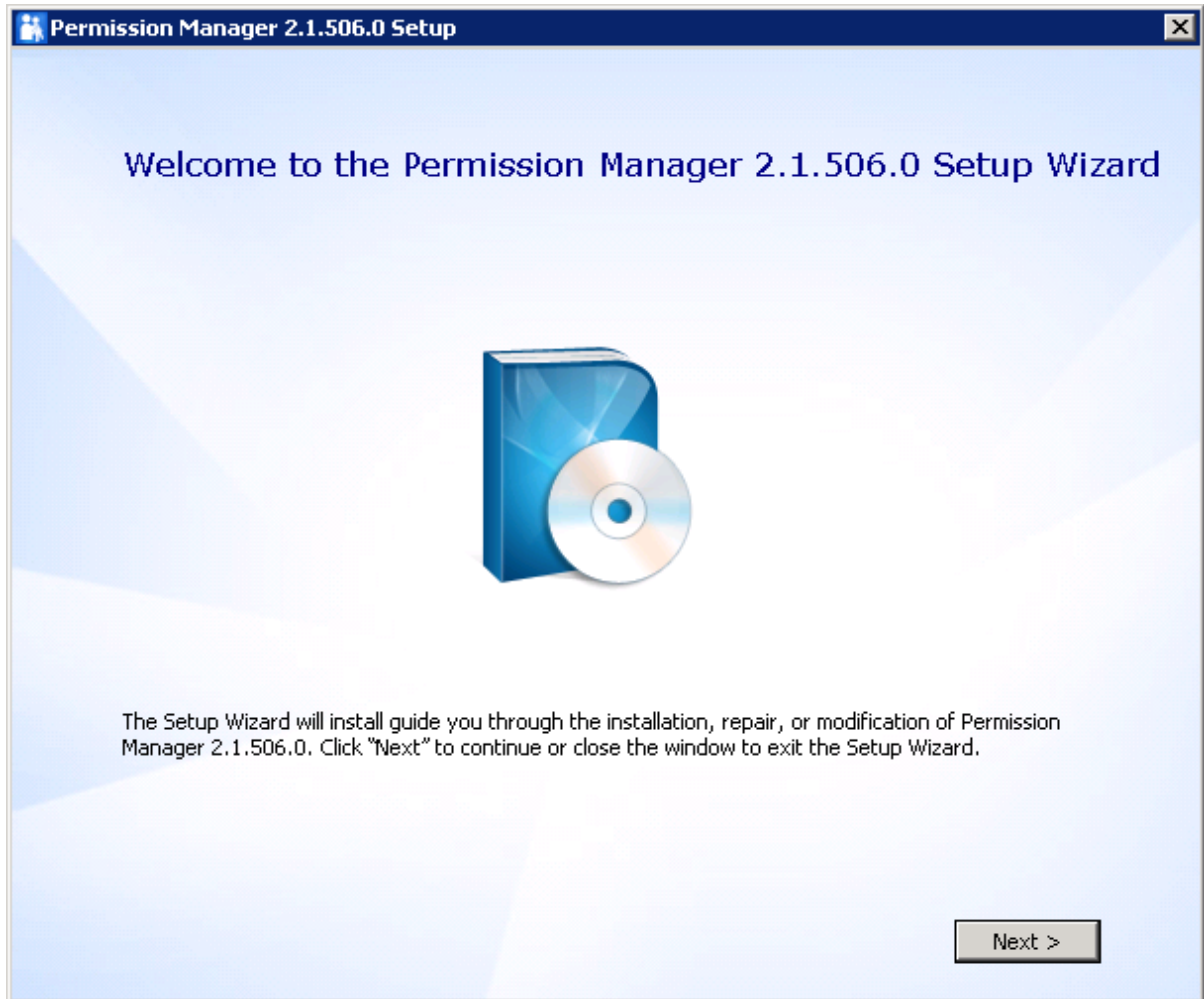 Permission Manager 2.1.506.0 Setup
Welcome to the Permission Manager 2.1.506.0 Setup Wizard
The Setup Wizard will install guide you through the installation, repair, or modification of Permission
Manager 2.1.506.0. Click "Next" to continue or close the window to exit the Setup Wizard.
Next >